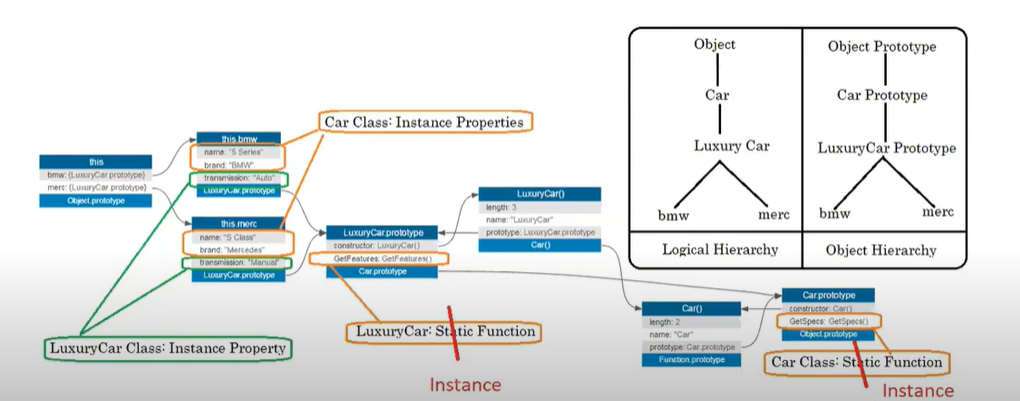 Object
Object Prototype
Car
Car Prototype
Luxury Car
LuxuryCar Prototype
bmw
merc
bmw
merc
Logical Hierarchy
Object Hierarchy
Car Class: Instance Properties
this
bmw: {LuxuryCar.prototype}
merc: {LuxuryCar.prototype}
Object.prototype
this.bmw
name: "5 Series"
brand: "BMW"
transmission: "Auto"
LuxuryCar.prototype
this.merc
name: "S Class"
brand: "Mercedes"
transmission: "Manual"
LuxuryCar.prototype
LuxuryCar.prototype
constructor: LuxuryCar()
GetFeatures: GetFeatures()
Car.prototype
LuxuryCar()
length: 3
name: "LuxuryCar"
prototype: LuxuryCar.prototype
Car()
Car()
length: 2
name: "Car"
prototype: Car.prototype
Function.prototype
Car.prototype
constructor: Car()
GetSpecs: GetSpecs()
Object.prototype
LuxuryCar Class: Instance Property
LuxuryCar: Static Function
Instance
Car Class: Static Function
Instance